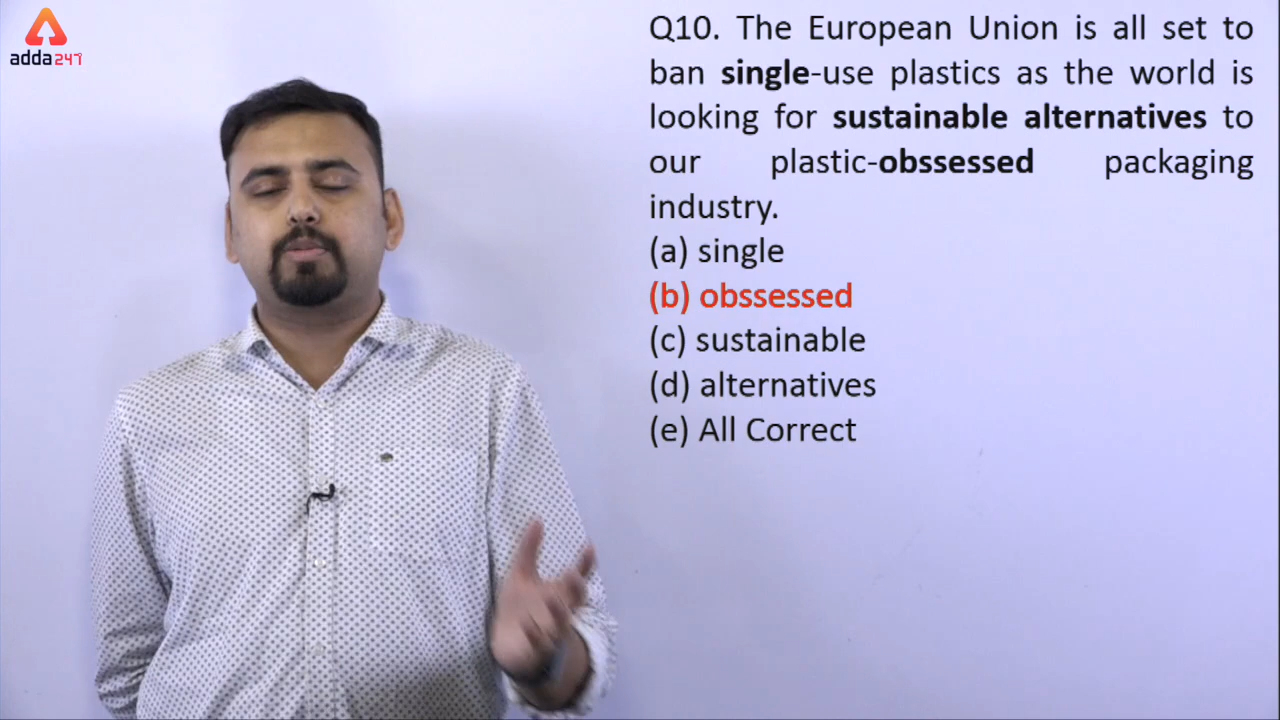 adda247
Q10. The European Union is all set to
ban single-use plastics as the world is
looking for sustainable alternatives to
our plastic-obssessed packaging
industry.
(a) single
(b) obssessed
(c) sustainable
(d) alternatives
(e) All Correct